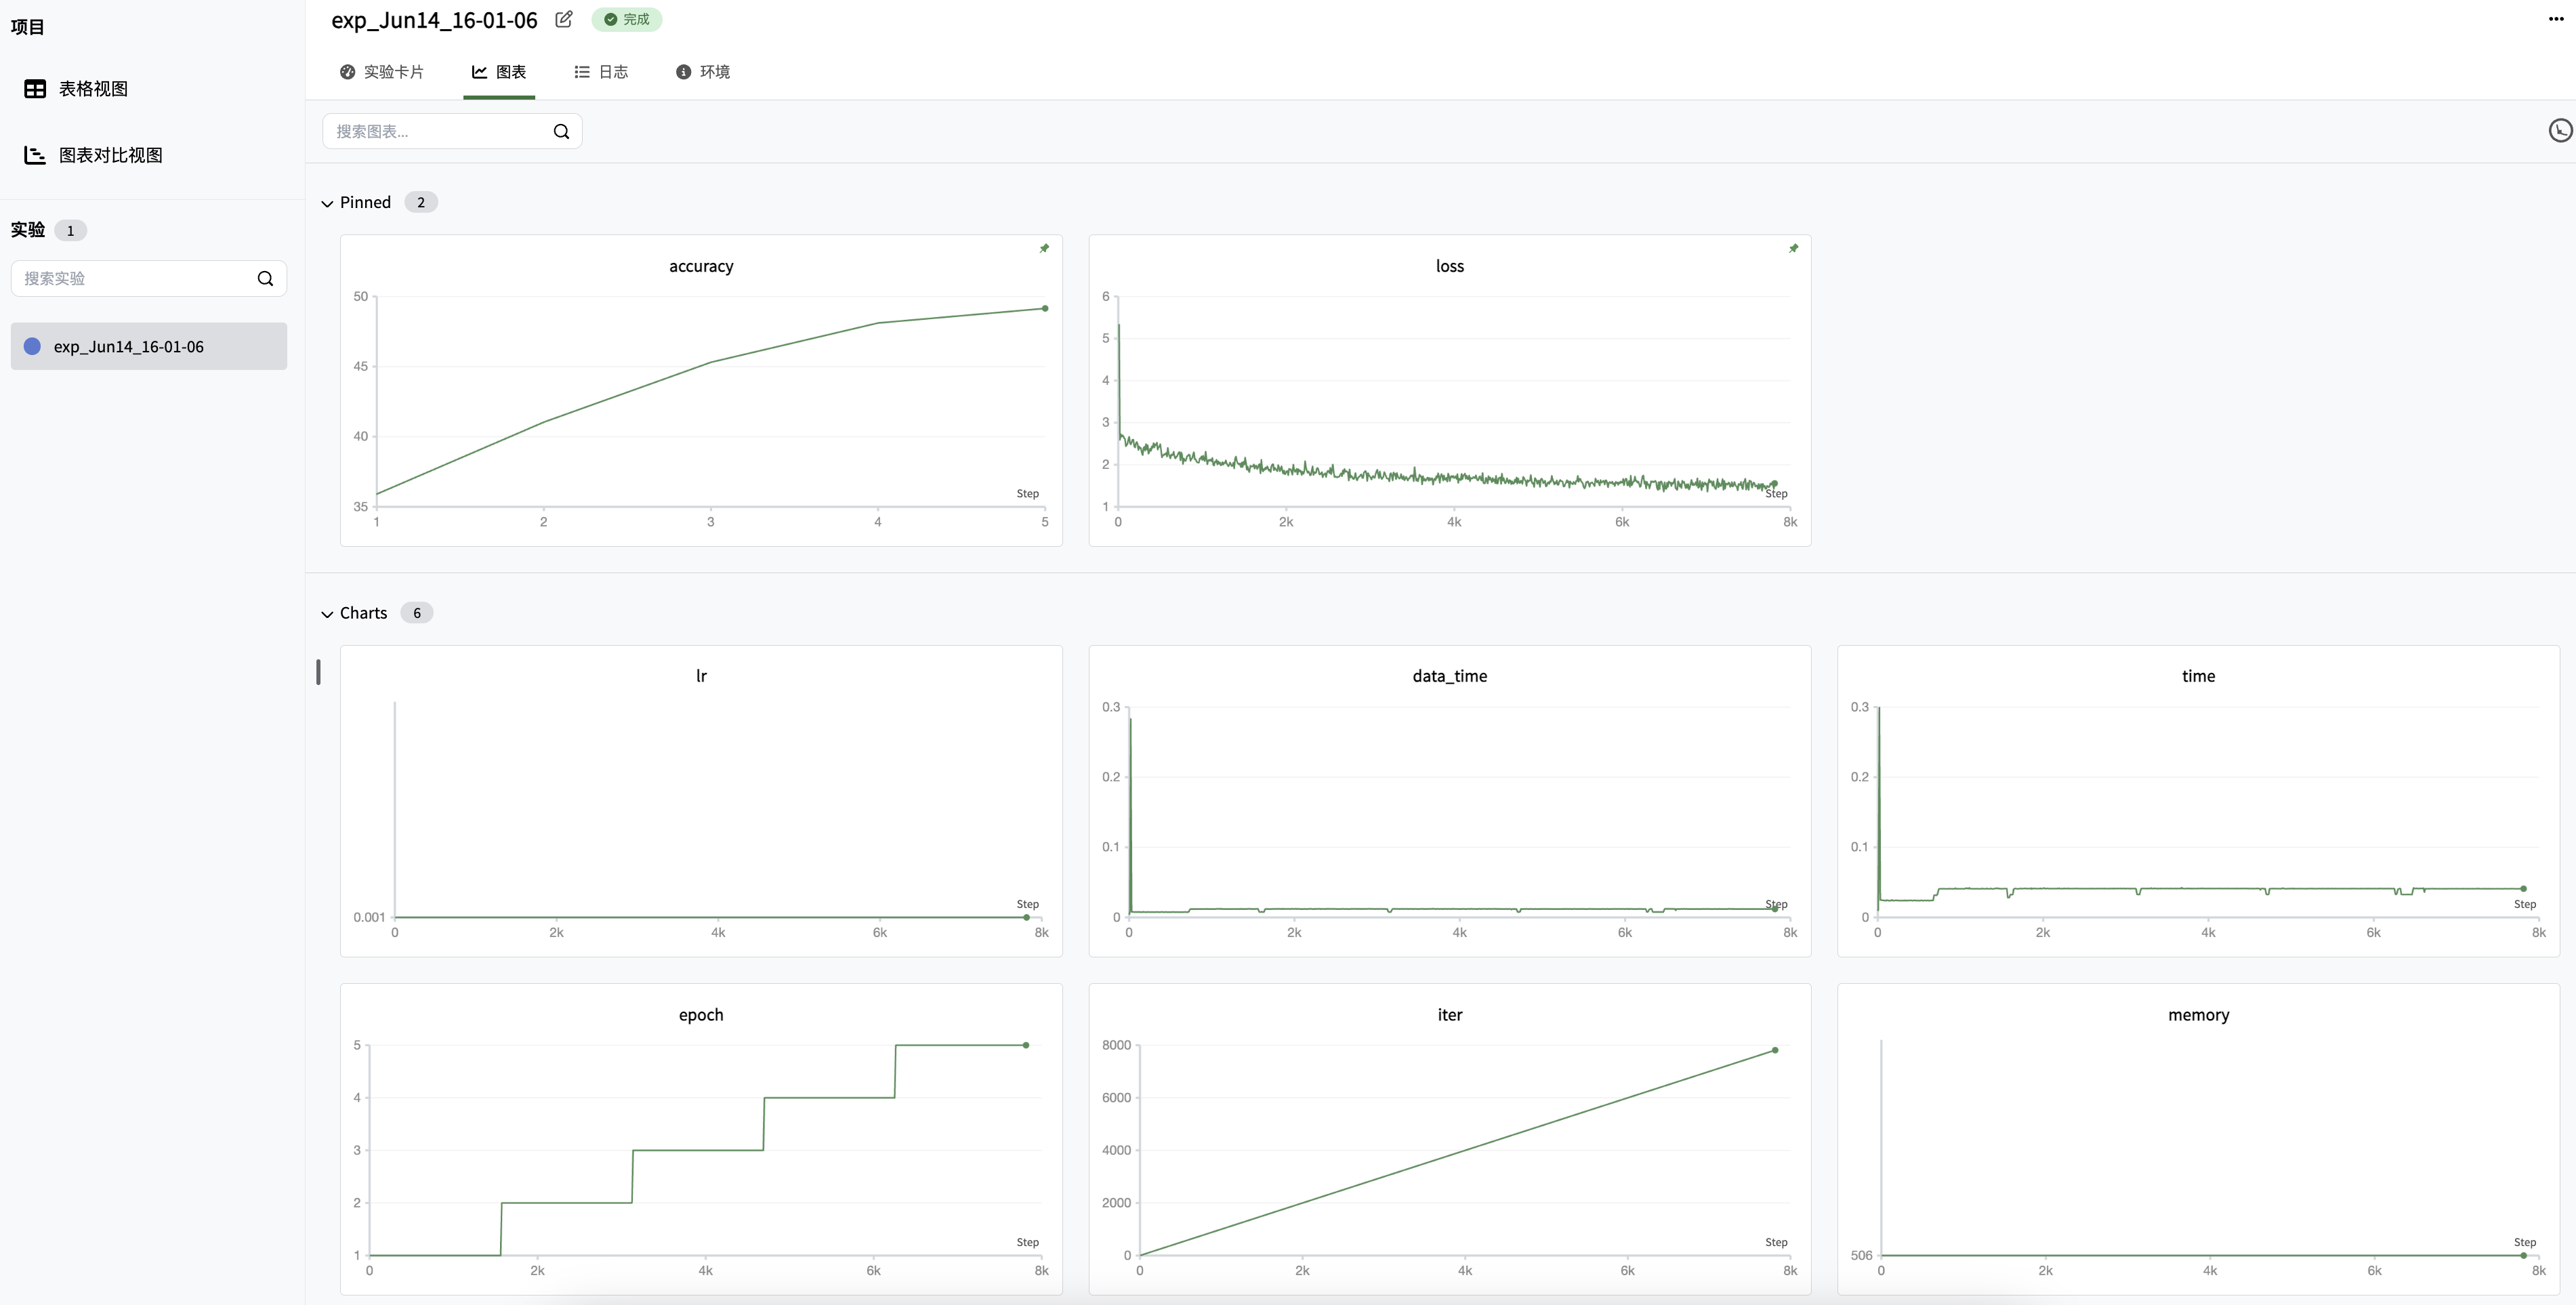 项目
表格视图
图表对比视图
实验 1
搜索实验
exp_Jun14_16-01-06
exp_Jun14_16-01-06 完成
实验卡片 图表 日志 环境
搜索图表...
Pinned 2
accuracy
50
45
40
35
Step
1 2 3 4 5
loss
6
5
4
3
2
1
Step
0 2k 4k 6k 8k
Charts 6
lr
0.001
Step
0 2k 4k 6k 8k
data_time
0.3
0.2
0.1
0
Step
0 2k 4k 6k 8k
time
0.3
0.2
0.1
0
Step
0 2k 4k 6k 8k
epoch
5
4
3
2
1
Step
0 2k 4k 6k 8k
iter
8000
6000
4000
2000
0
Step
0 2k 4k 6k 8k
memory
506
Step
0 2k 4k 6k 8k